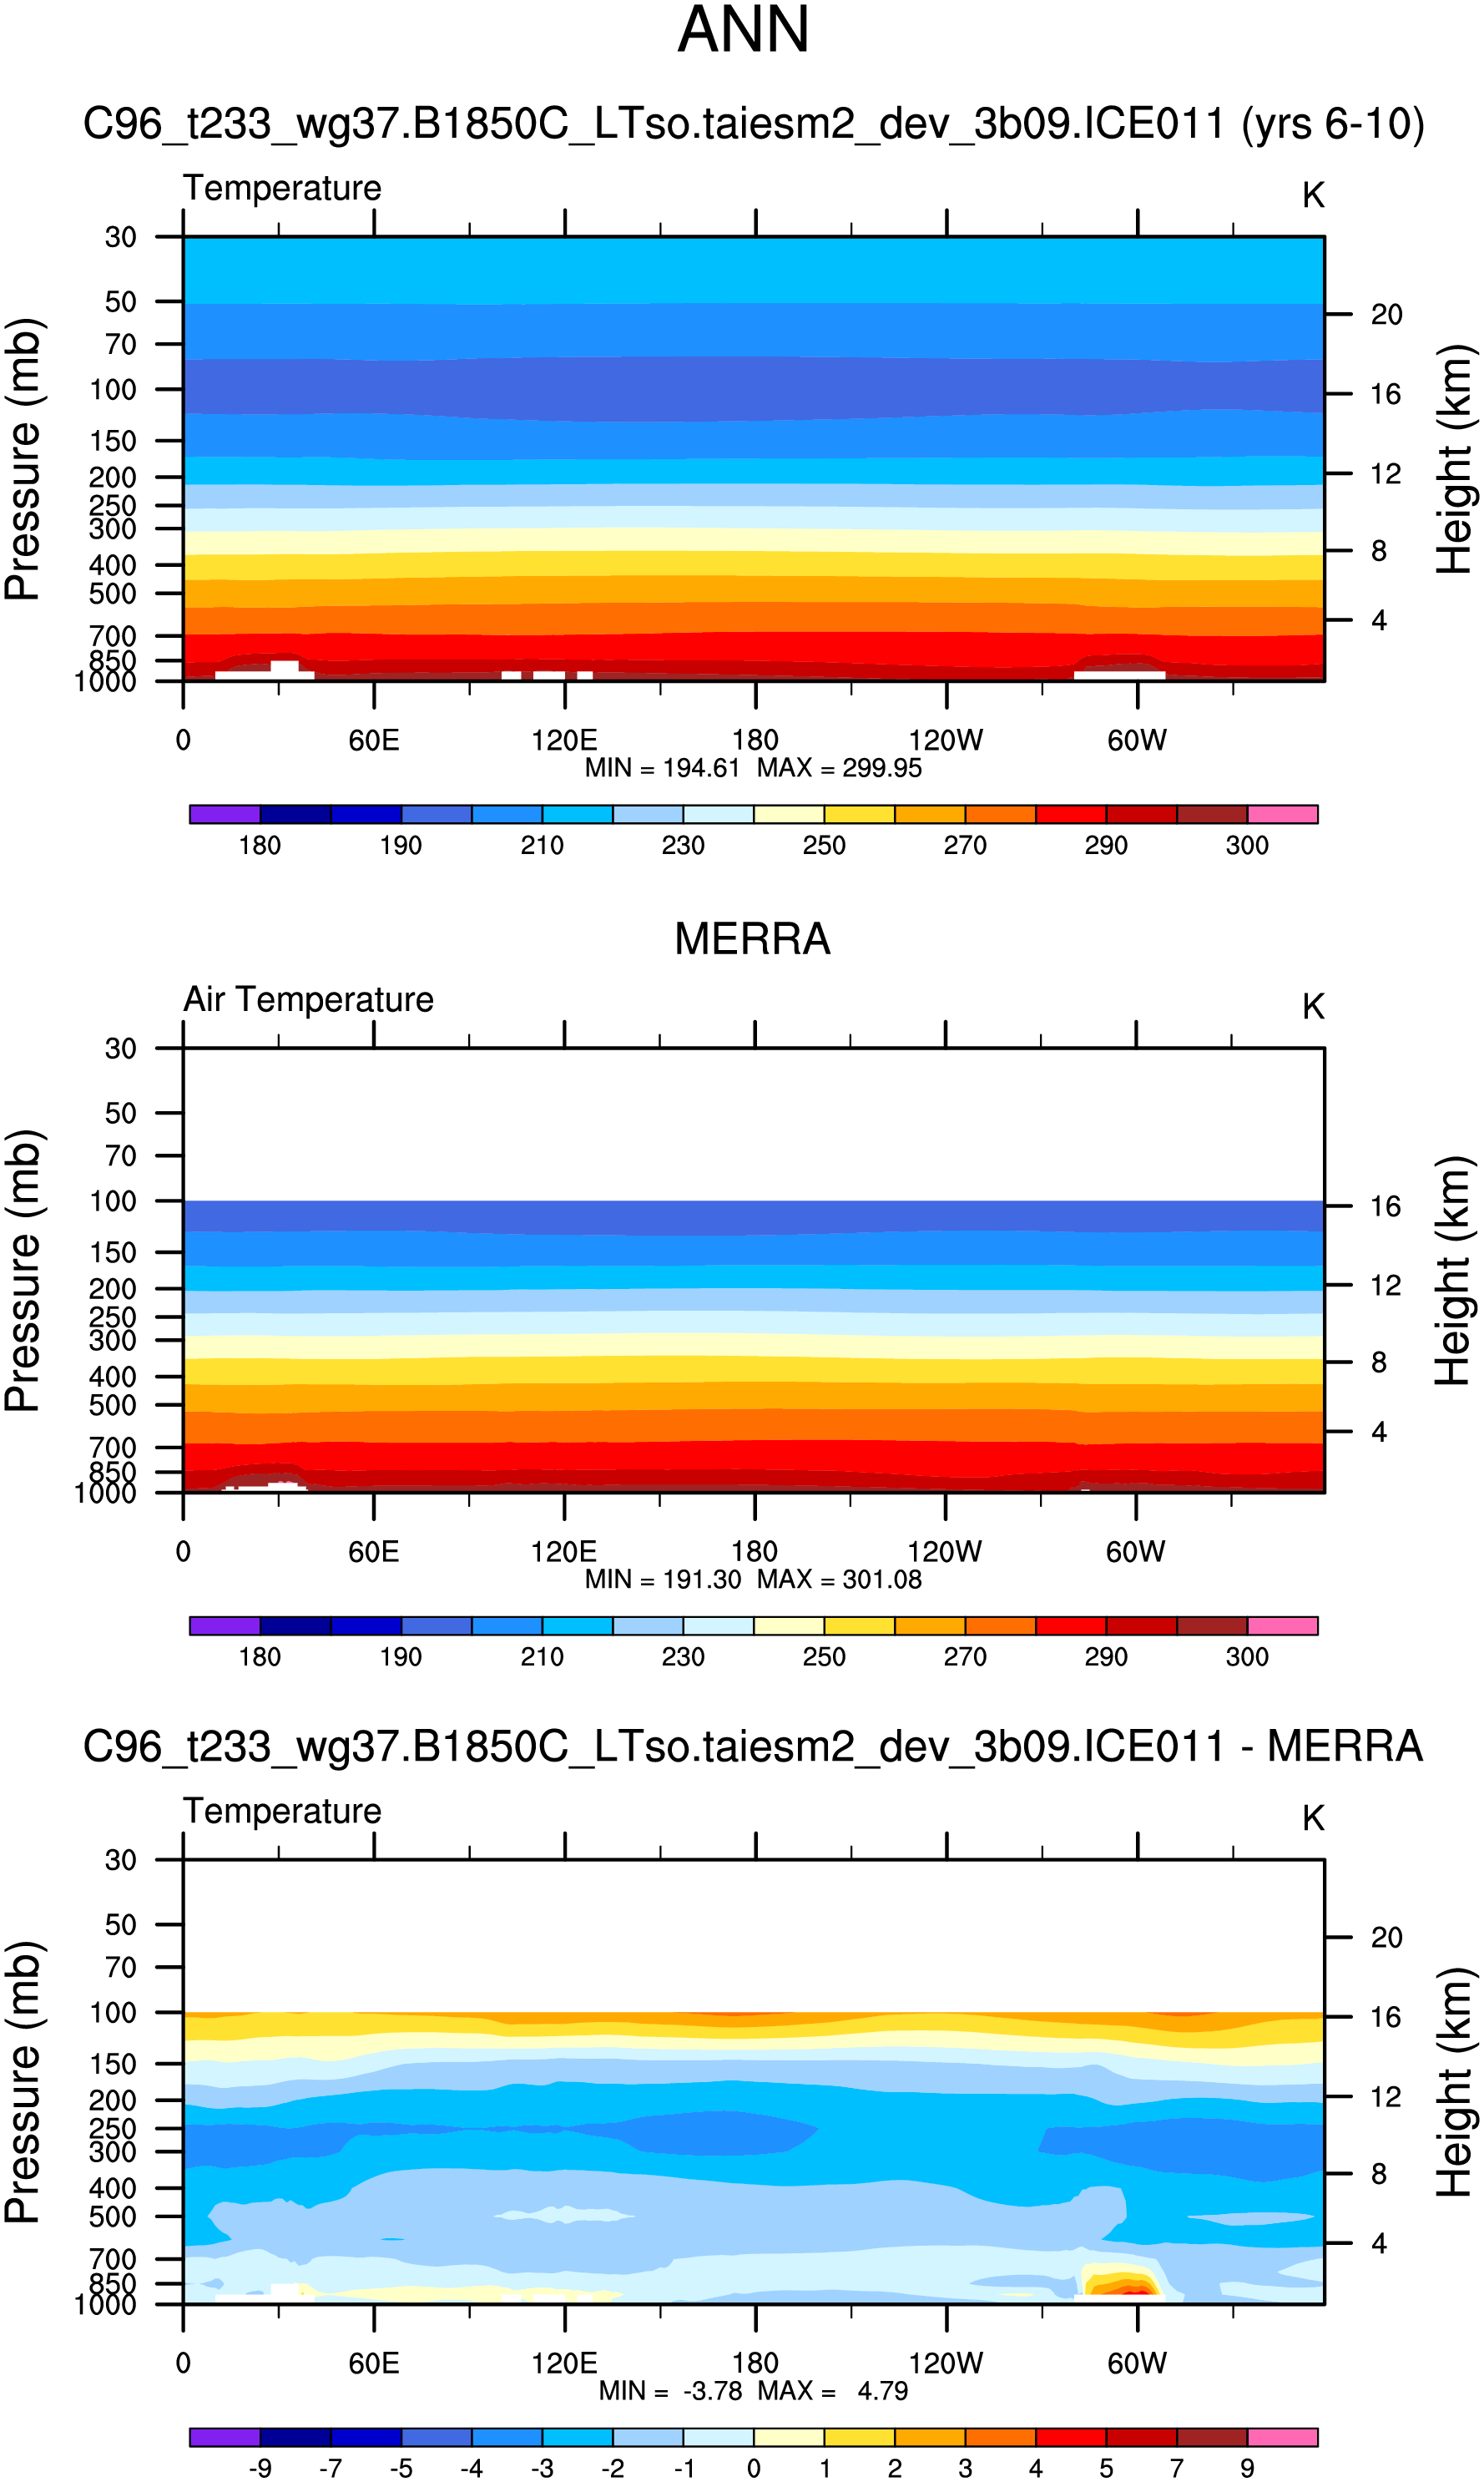 ANN
C96_t233_wg37.B1850C_LTso.taiesm2_dev_3b09.ICE011 (yrs 6-10)
Temperature K
30
50
70
100
150
200
250
300
400
500
700
850
1000
Pressure (mb)
20
16
12
8
4
Height (km)
0 60E 120E 180 120W 60W
MIN = 194.61 MAX = 299.95
180 190 210 230 250 270 290 300
MERRA
Air Temperature K
30
50
70
100
150
200
250
300
400
500
700
850
1000
Pressure (mb)
16
12
8
4
Height (km)
0 60E 120E 180 120W 60W
MIN = 191.30 MAX = 301.08
180 190 210 230 250 270 290 300
C96_t233_wg37.B1850C_LTso.taiesm2_dev_3b09.ICE011 - MERRA
Temperature K
30
50
70
100
150
200
250
300
400
500
700
850
1000
Pressure (mb)
20
16
12
8
4
Height (km)
0 60E 120E 180 120W 60W
MIN = -3.78 MAX = 4.79
-9 -7 -5 -4 -3 -2 -1 0 1 2 3 4 5 7 9